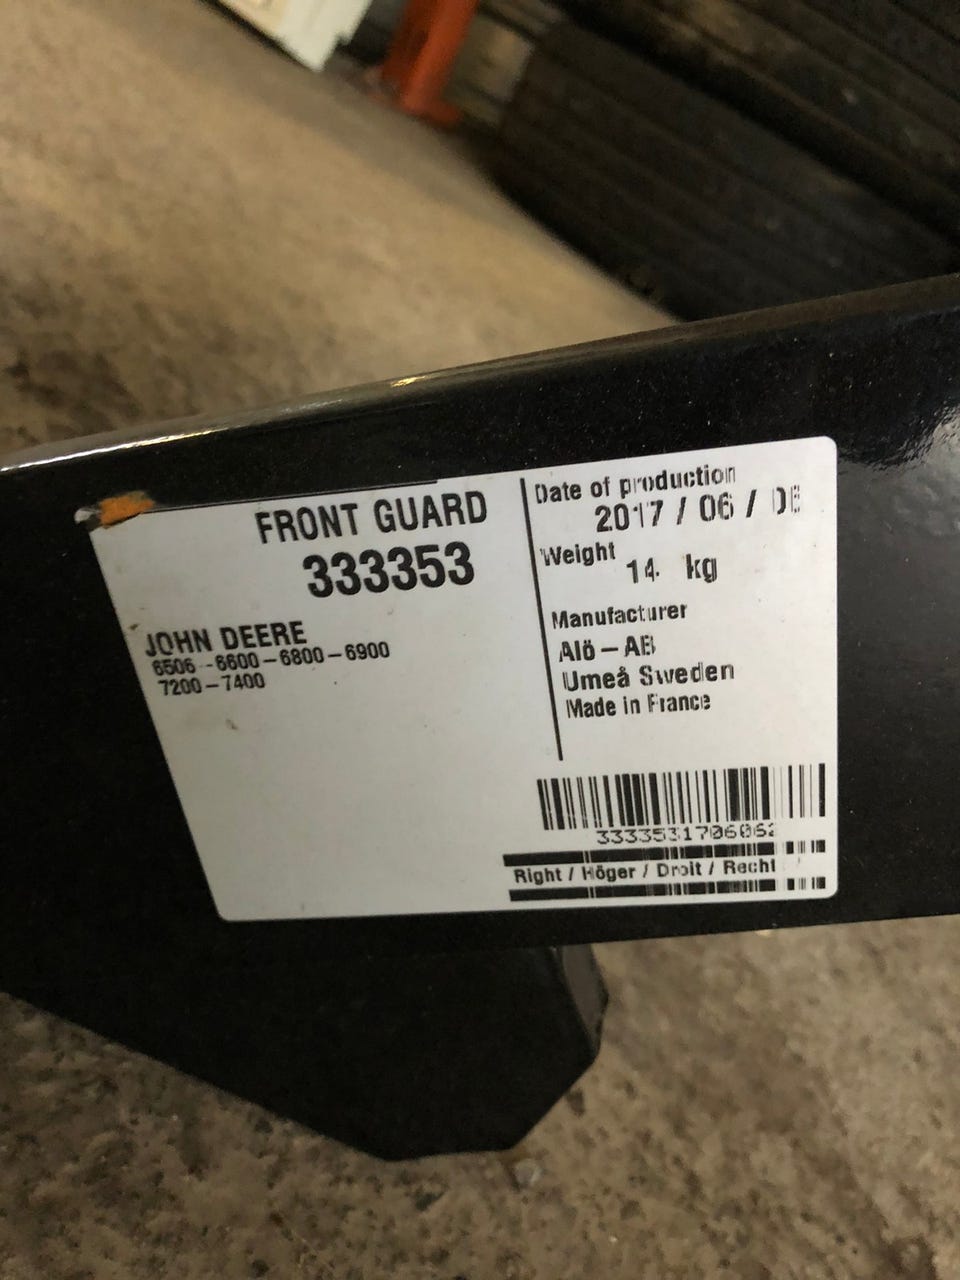 FRONT GUARD
333353
JOHN DEERE
6506 - 6600 - 6800 - 6900
7200 - 7400
Date of production
2017 / 06 /
Weight
14. kg
Manufacturer
Alö - AB
Umeå Sweden
Made in France
333353170606
Right / Höger / Droit / Recht